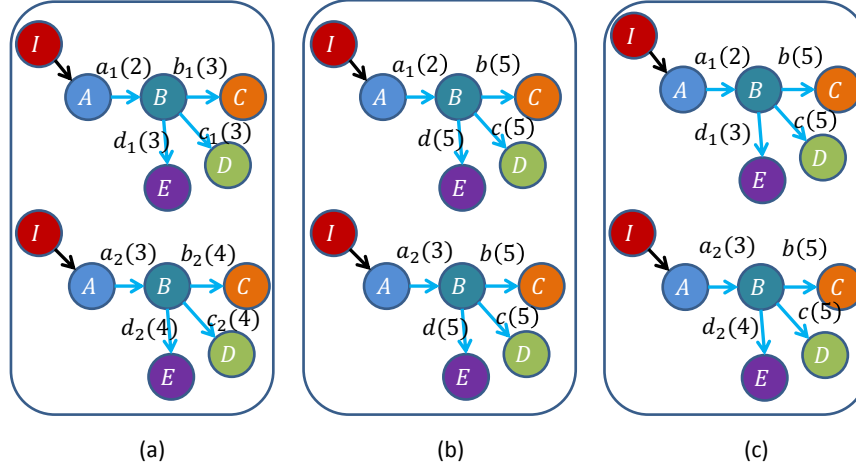 I
a₁(2) b₁(3)
A B C
d₁(3) c₁(3)
D
E
I
a₂(3) b₂(4)
A B C
d₂(4) c₂(4)
D
E
(a)
I
a₁(2) b(5)
A B C
d(5) c(5)
D
E
I
a₂(3) b(5)
A B C
d(5) c(5)
D
E
(b)
I
a₁(2) b(5)
A B C
d₁(3) c(5)
D
E
I
a₂(3) b(5)
A B C
d₂(4) c(5)
D
E
(c)